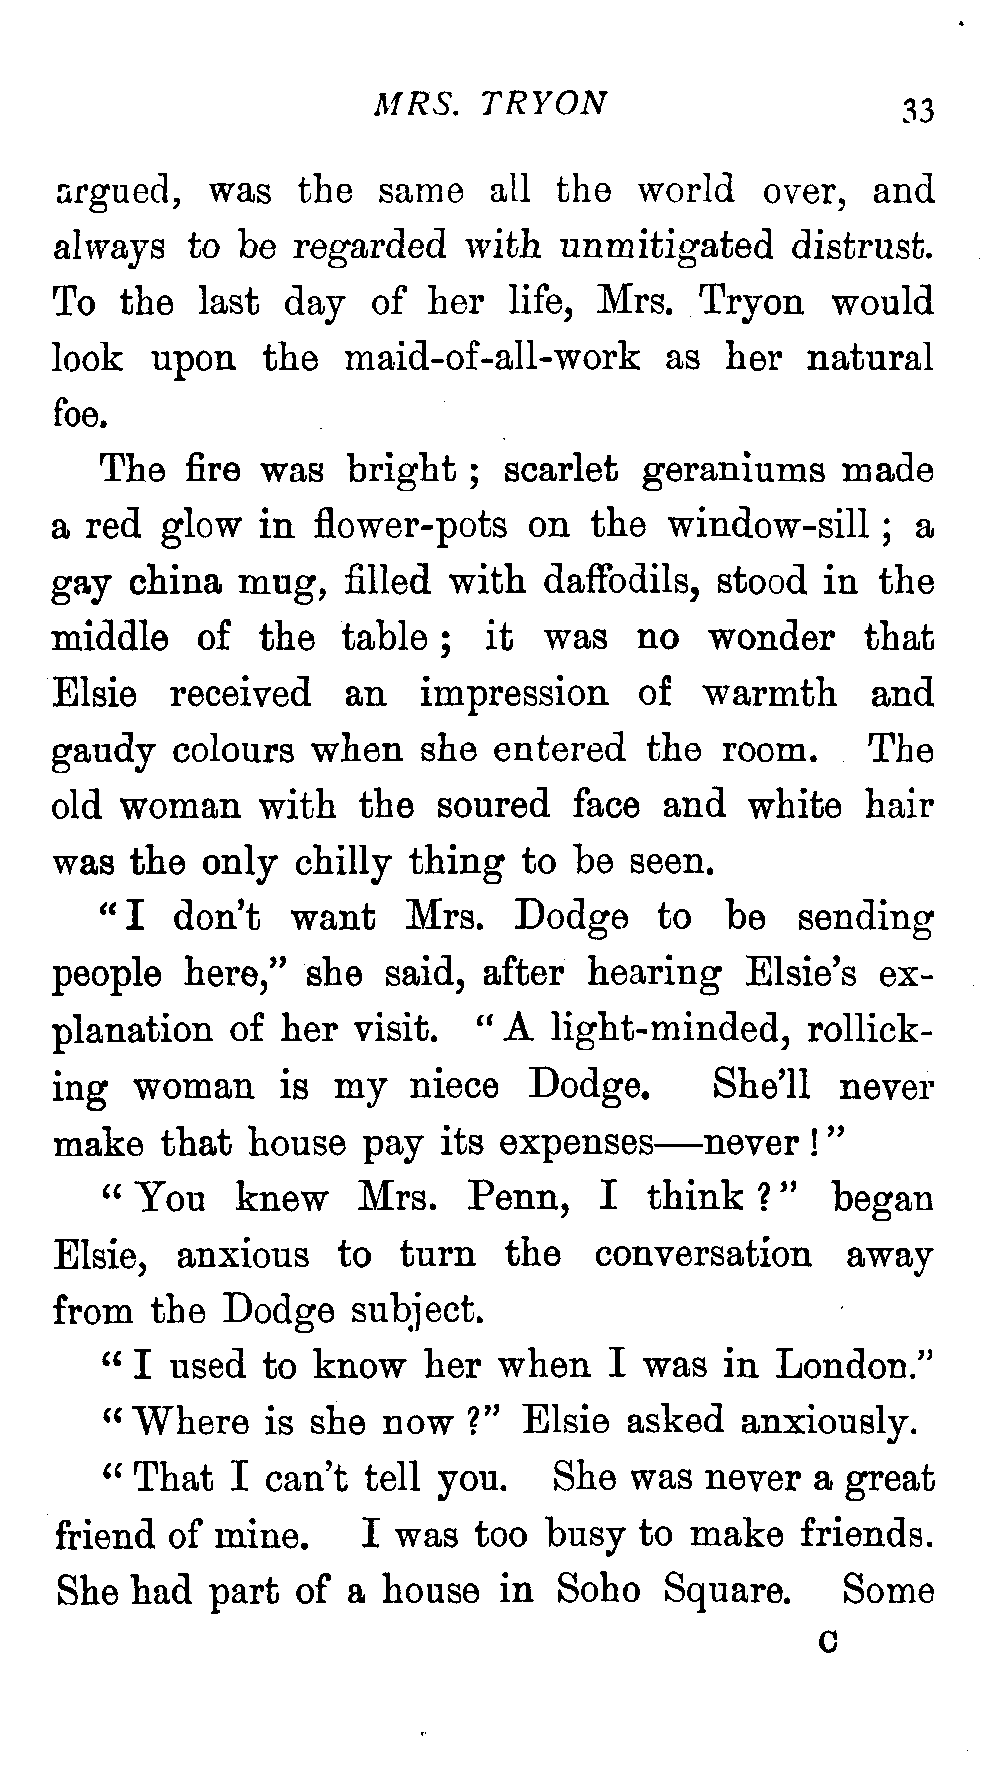 MRS. TRYON 33
argued, was the same all the world over, and
always to be regarded with unmitigated distrust.
To the last day of her life, Mrs. Tryon would
look upon the maid-of-all-work as her natural
foe.
The fire was bright ; scarlet geraniums made
a red glow in flower-pots on the window-sill ; a
gay china mug, filled with daffodils, stood in the
middle of the table ; it was no wonder that
Elsie received an impression of warmth and
gaudy colours when she entered the room. The
old woman with the soured face and white hair
was the only chilly thing to be seen.
“I don’t want Mrs. Dodge to be sending
people here,” she said, after hearing Elsie’s ex-
planation of her visit. “ A light-minded, rollick-
ing woman is my niece Dodge. She’ll never
make that house pay its expenses—never ! ”
“ You knew Mrs. Penn, I think ? ” began
Elsie, anxious to turn the conversation away
from the Dodge subject.
“ I used to know her when I was in London.”
“ Where is she now ?” Elsie asked anxiously.
“ That I can’t tell you. She was never a great
friend of mine. I was too busy to make friends.
She had part of a house in Soho Square. Some
C